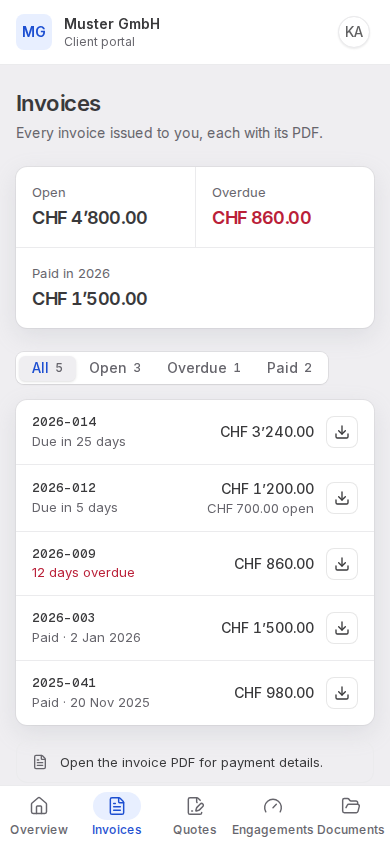 MG
Muster GmbH
Client portal
KA
Invoices
Every invoice issued to you, each with its PDF.
Open
CHF 4’800.00
Overdue
CHF 860.00
Paid in 2026
CHF 1’500.00
All 5 Open 3 Overdue 1 Paid 2
2026-014
Due in 25 days
CHF 3’240.00
2026-012
Due in 5 days
CHF 1’200.00
CHF 700.00 open
2026-009
12 days overdue
CHF 860.00
2026-003
Paid · 2 Jan 2026
CHF 1’500.00
2025-041
Paid · 20 Nov 2025
CHF 980.00
Open the invoice PDF for payment details.
Overview Invoices Quotes Engagements Documents